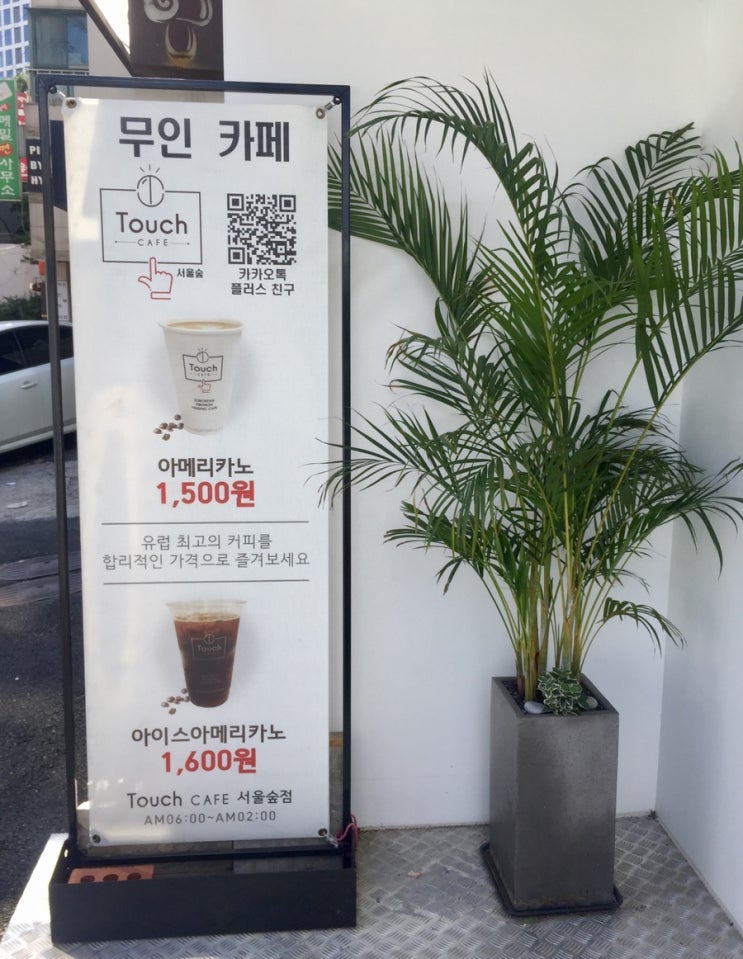 무인 카페
Touch
CAFE
서울숲
카카오톡
플러스 친구
Touch
CAFE
아메리카노
1,500원
유럽 최고의 커피를
합리적인 가격으로 즐겨보세요
Touch
아이스아메리카노
1,600원
Touch CAFE 서울숲점
AM06:00~AM02:00